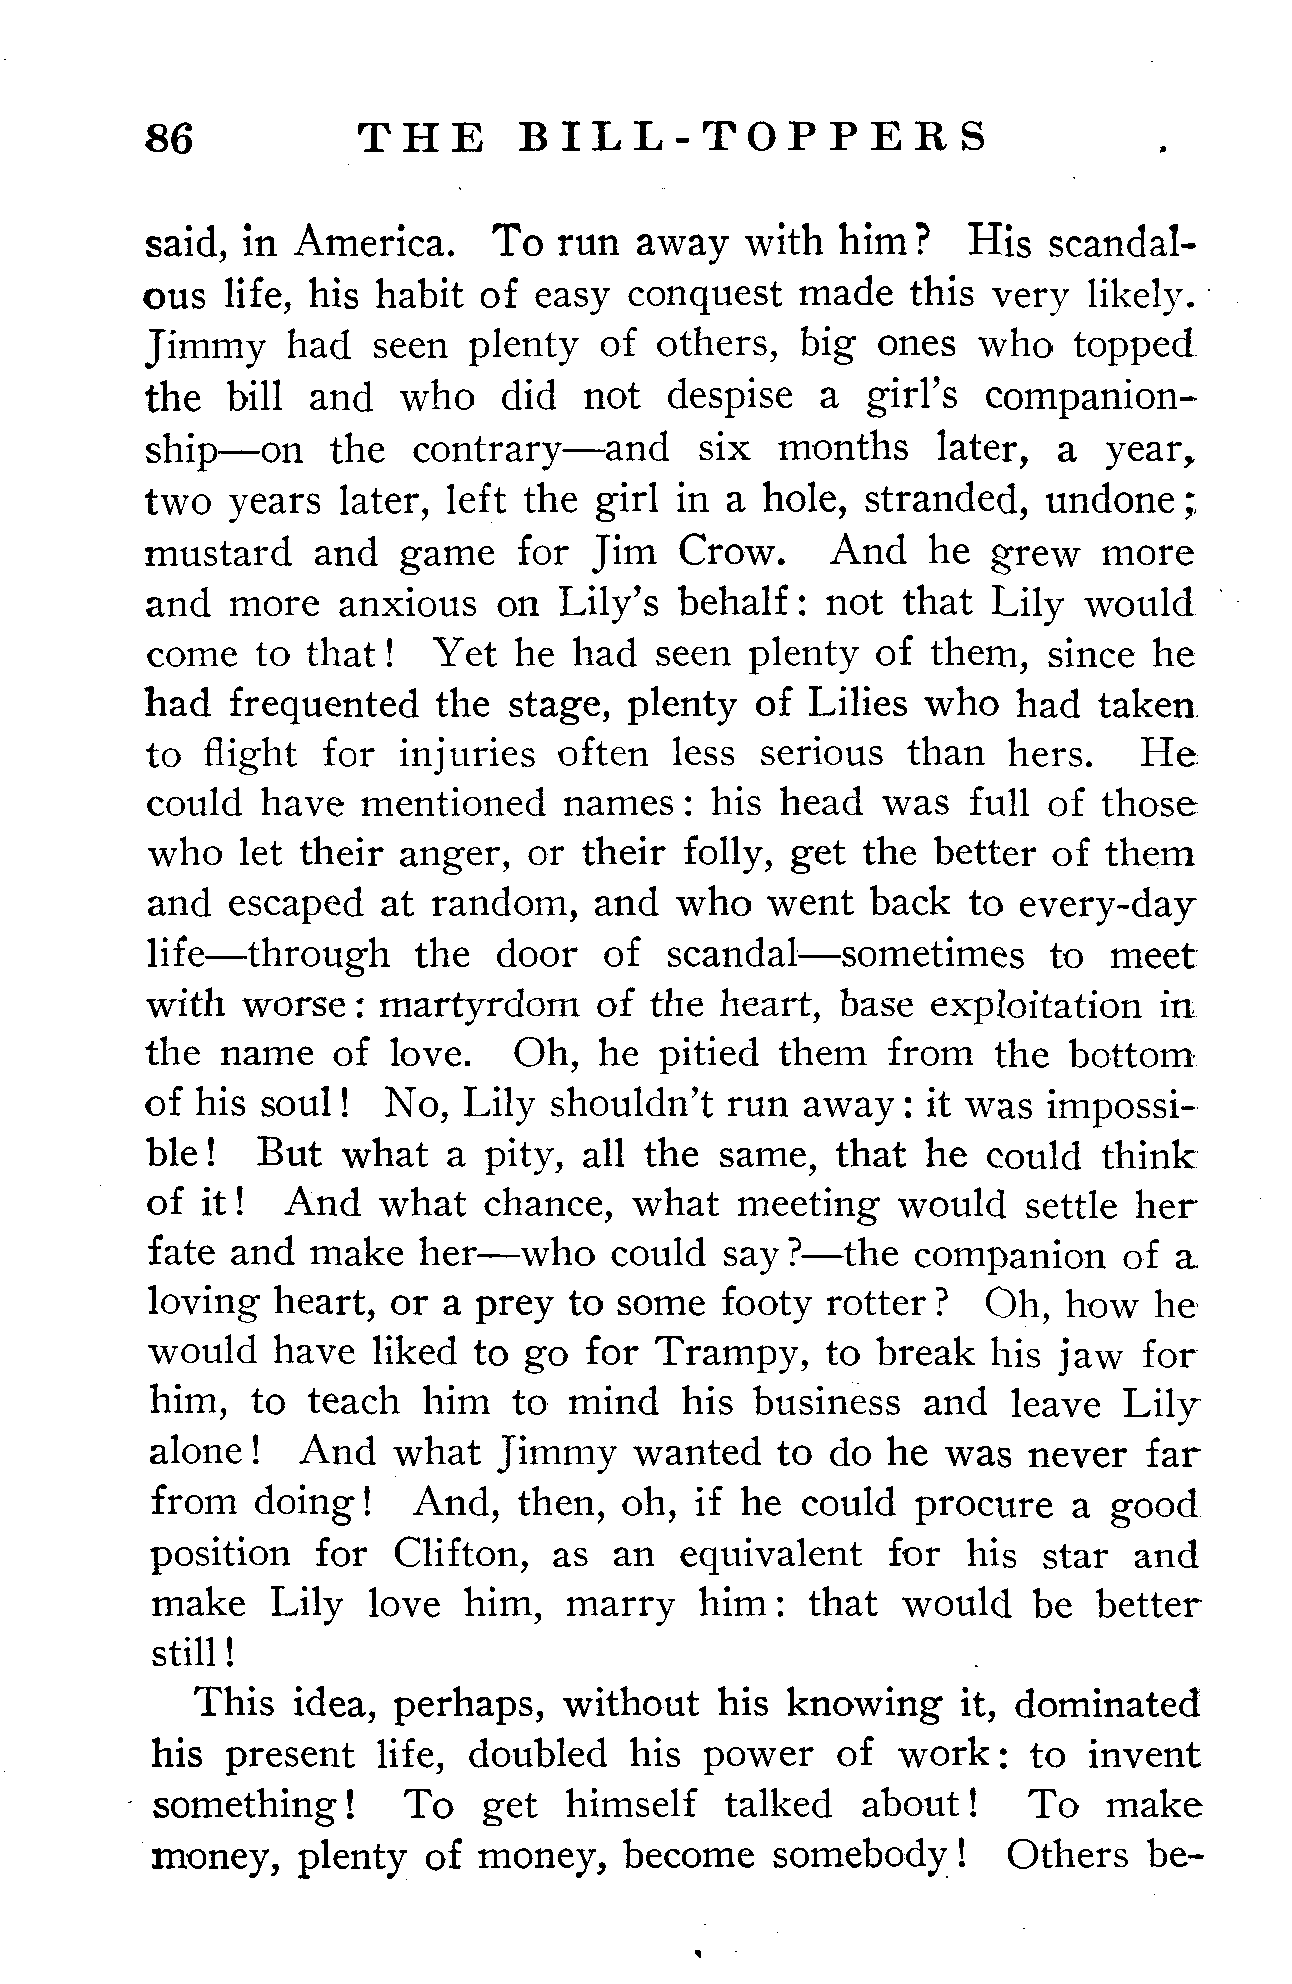 86 THE BILL-TOPPERS
said, in America. To run away with him? His scandal-
ous life, his habit of easy conquest made this very likely.
Jimmy had seen plenty of others, big ones who topped
the bill and who did not despise a girl's companion-
ship—on the contrary—and six months later, a year,
two years later, left the girl in a hole, stranded, undone;
mustard and game for Jim Crow. And he grew more
and more anxious on Lily's behalf: not that Lily would
come to that! Yet he had seen plenty of them, since he
had frequented the stage, plenty of Lilies who had taken
to flight for injuries often less serious than hers. He
could have mentioned names: his head was full of those
who let their anger, or their folly, get the better of them
and escaped at random, and who went back to every-day
life—through the door of scandal—sometimes to meet
with worse: martyrdom of the heart, base exploitation in
the name of love. Oh, he pitied them from the bottom
of his soul! No, Lily shouldn't run away: it was impossi-
ble! But what a pity, all the same, that he could think
of it! And what chance, what meeting would settle her
fate and make her—who could say?—the companion of a
loving heart, or a prey to some footy rotter? Oh, how he
would have liked to go for Trampy, to break his jaw for
him, to teach him to mind his business and leave Lily
alone! And what Jimmy wanted to do he was never far
from doing! And, then, oh, if he could procure a good
position for Clifton, as an equivalent for his star and
make Lily love him, marry him: that would be better
still!
This idea, perhaps, without his knowing it, dominated
his present life, doubled his power of work: to invent
something! To get himself talked about! To make
money, plenty of money, become somebody! Others be-